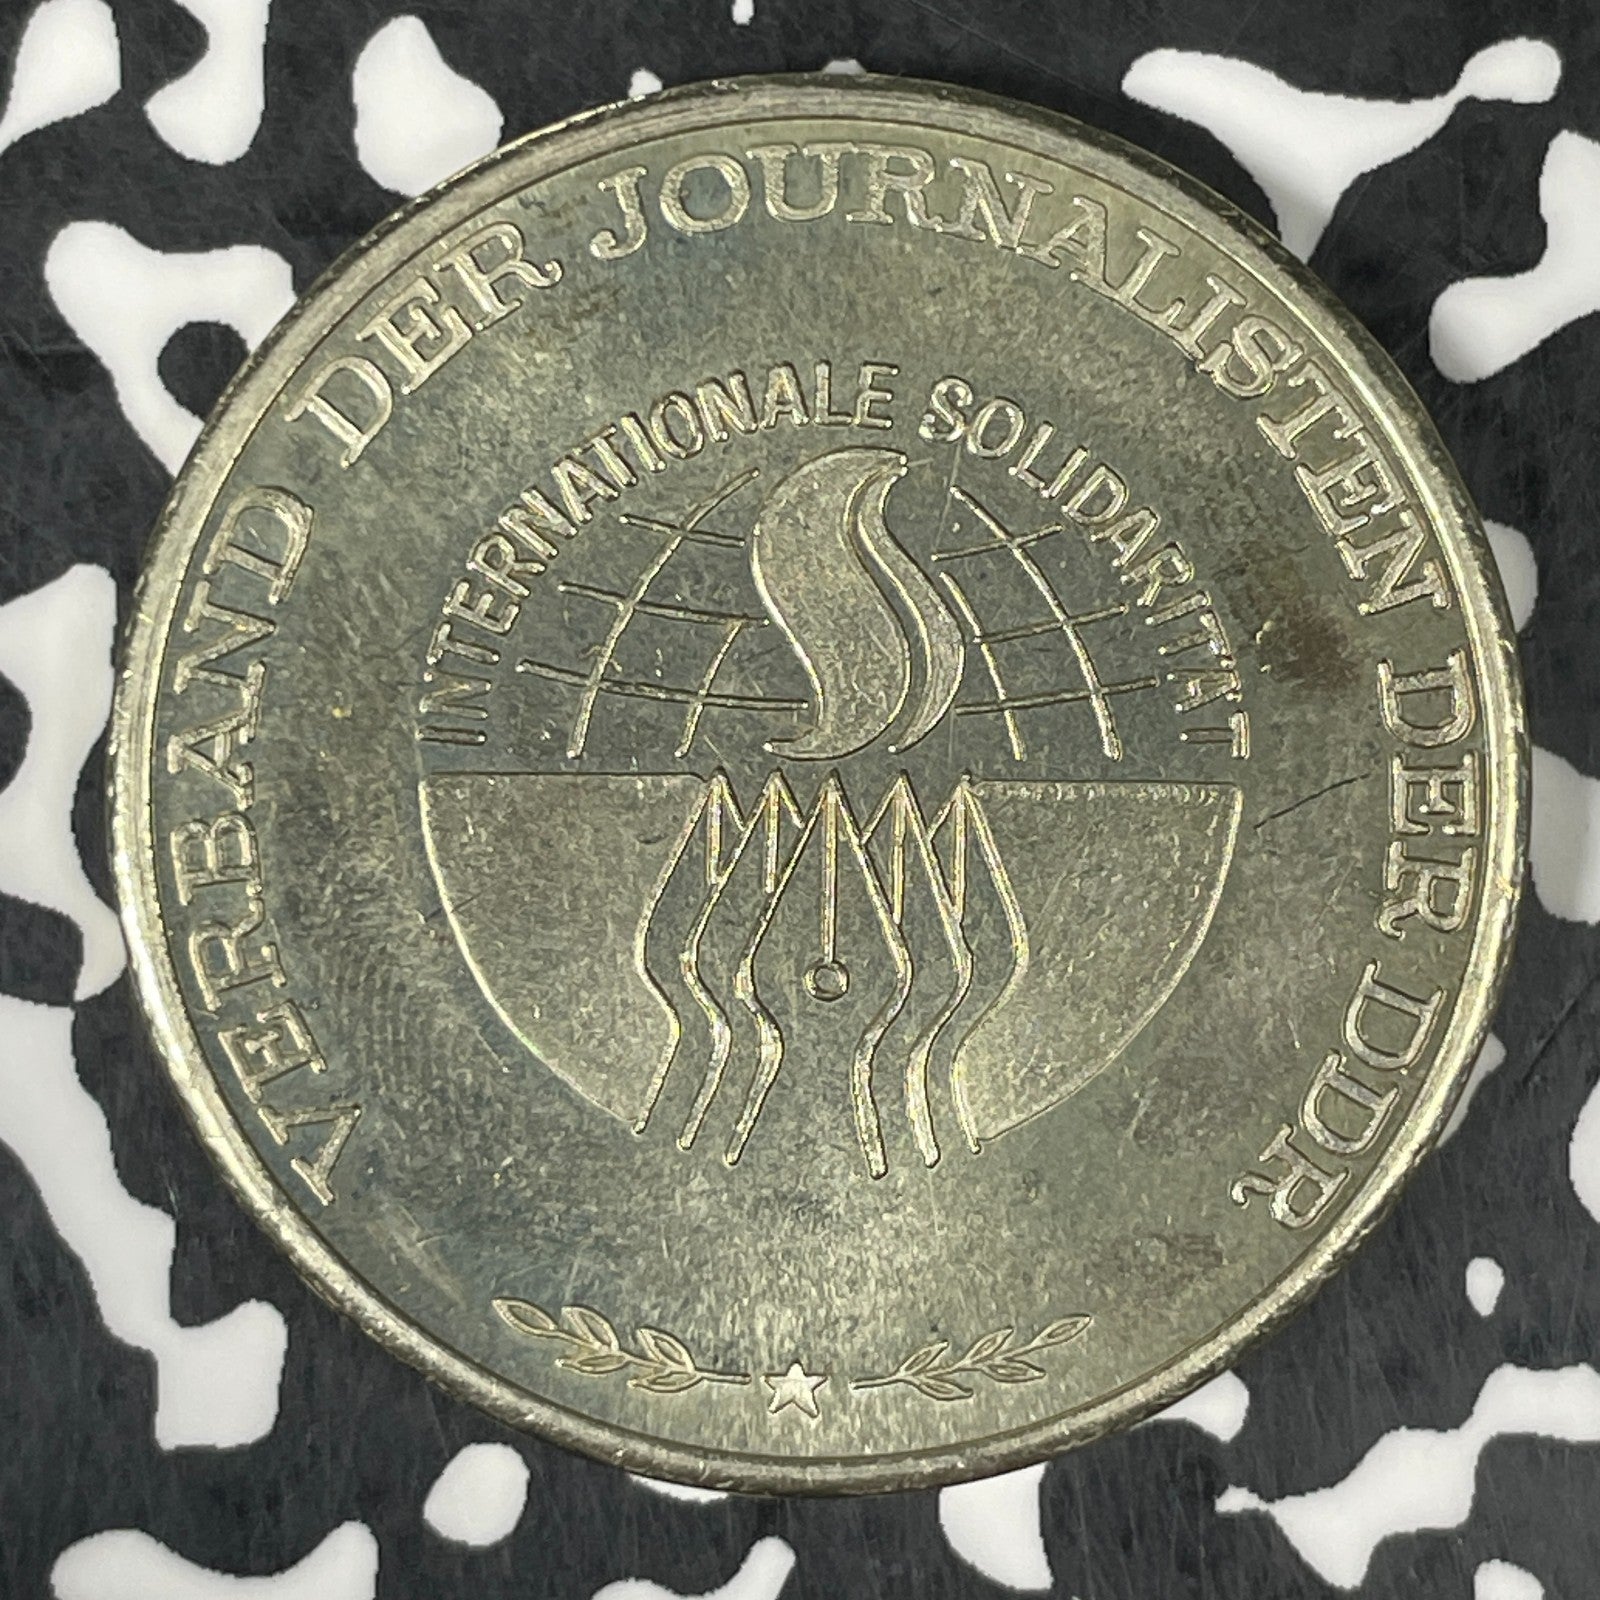 VERBAND DER JOURNALISTEN DER DDR
INTERNATIONALE SOLIDARITÄT